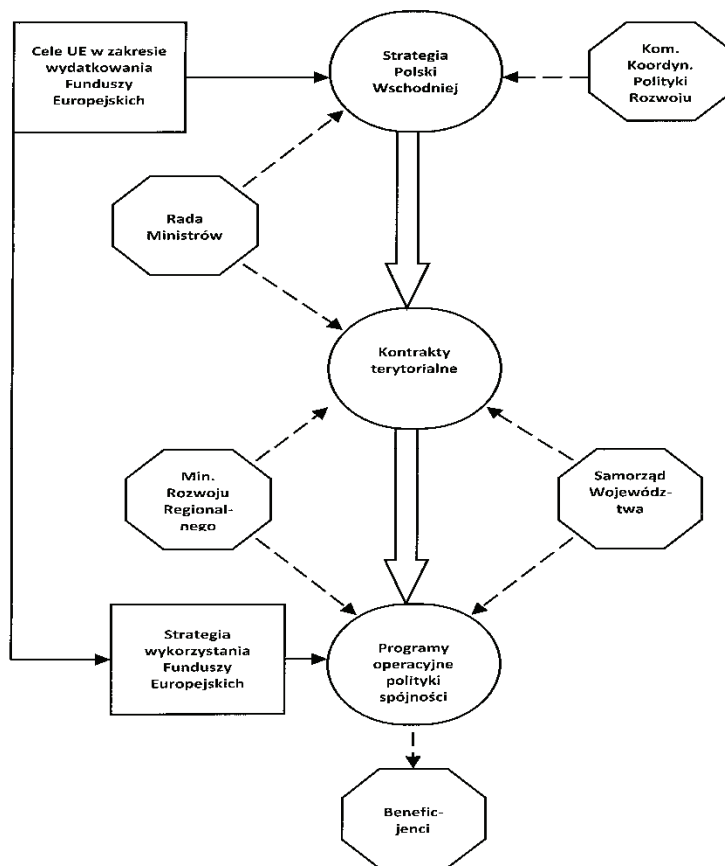 Cele UE w zakresie
wydatkowania
Funduszy
Europejskich
Strategia
Polski
Wschodniej
Kom.
Koordyn.
Polityki
Rozwoju
Rada
Ministrów
Kontrakty
terytorialne
Min.
Rozwoju
Regional-
nego
Samorząd
Wojewódz-
twa
Strategia
wykorzystania
Funduszy
Europejskich
Programy
operacyjne
polityki
spójności
Benefic-
jenci